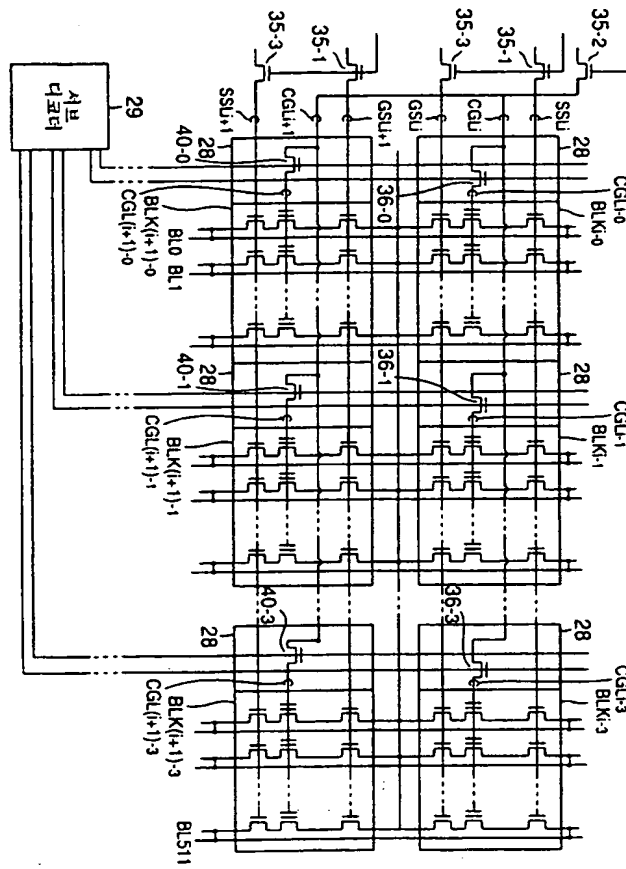 35-3
35-1
35-3
35-1
35-2
SSLi+1
CGLi+1
GSLi+1
GSLi
CGLi
SSLi
29
서브
디코더
28
40-0
CGL(i+1)-0
BLK(i+1)-0
BL0 BL1
36-0
28
CGLi-0
BLKi-0
28
40-1
CGL(i+1)-1
BLK(i+1)-1
36-1
28
CGLi-1
BLKi-1
28
40-3
CGL(i+1)-3
BLK(i+1)-3
36-3
28
CGLi-3
BLKi-3
BL511